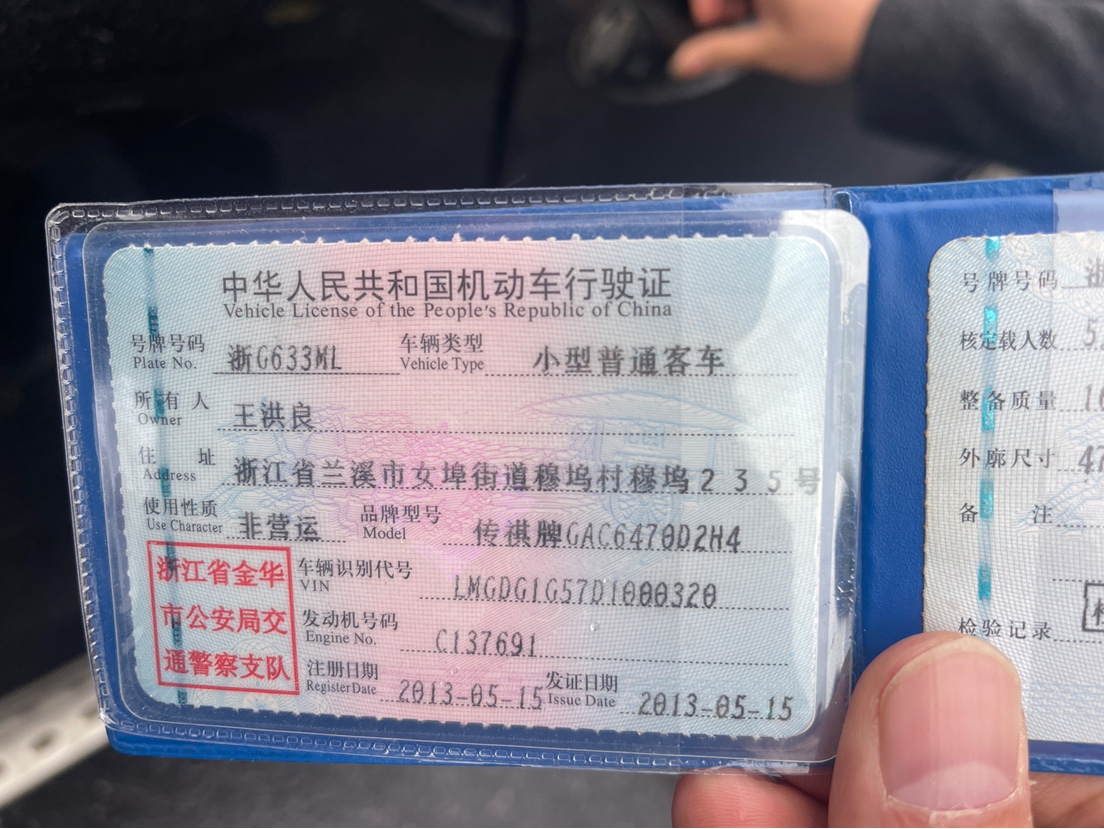 中华人民共和国机动车行驶证
Vehicle License of the People's Republic of China
号牌号码 浙G633ML 车辆类型 小型普通客车
Plate No. Vehicle Type
所有人 王洪良
Owner
住址 浙江省兰溪市女埠街道穆坞村穆坞235号
Address
使用性质 非营运 品牌型号 传祺牌GAC6470D2H4
Use Character Model
浙江省金华
市公安局交
通警察支队
车辆识别代号 LMGDG1G57D1000320
VIN
发动机号码 C137691
Engine No.
注册日期 2013-05-15 发证日期 2013-05-15
Register Date Issue Date
号牌号码 浙
核定载人数 5
整备质量
外廓尺寸 47
备注
检验记录